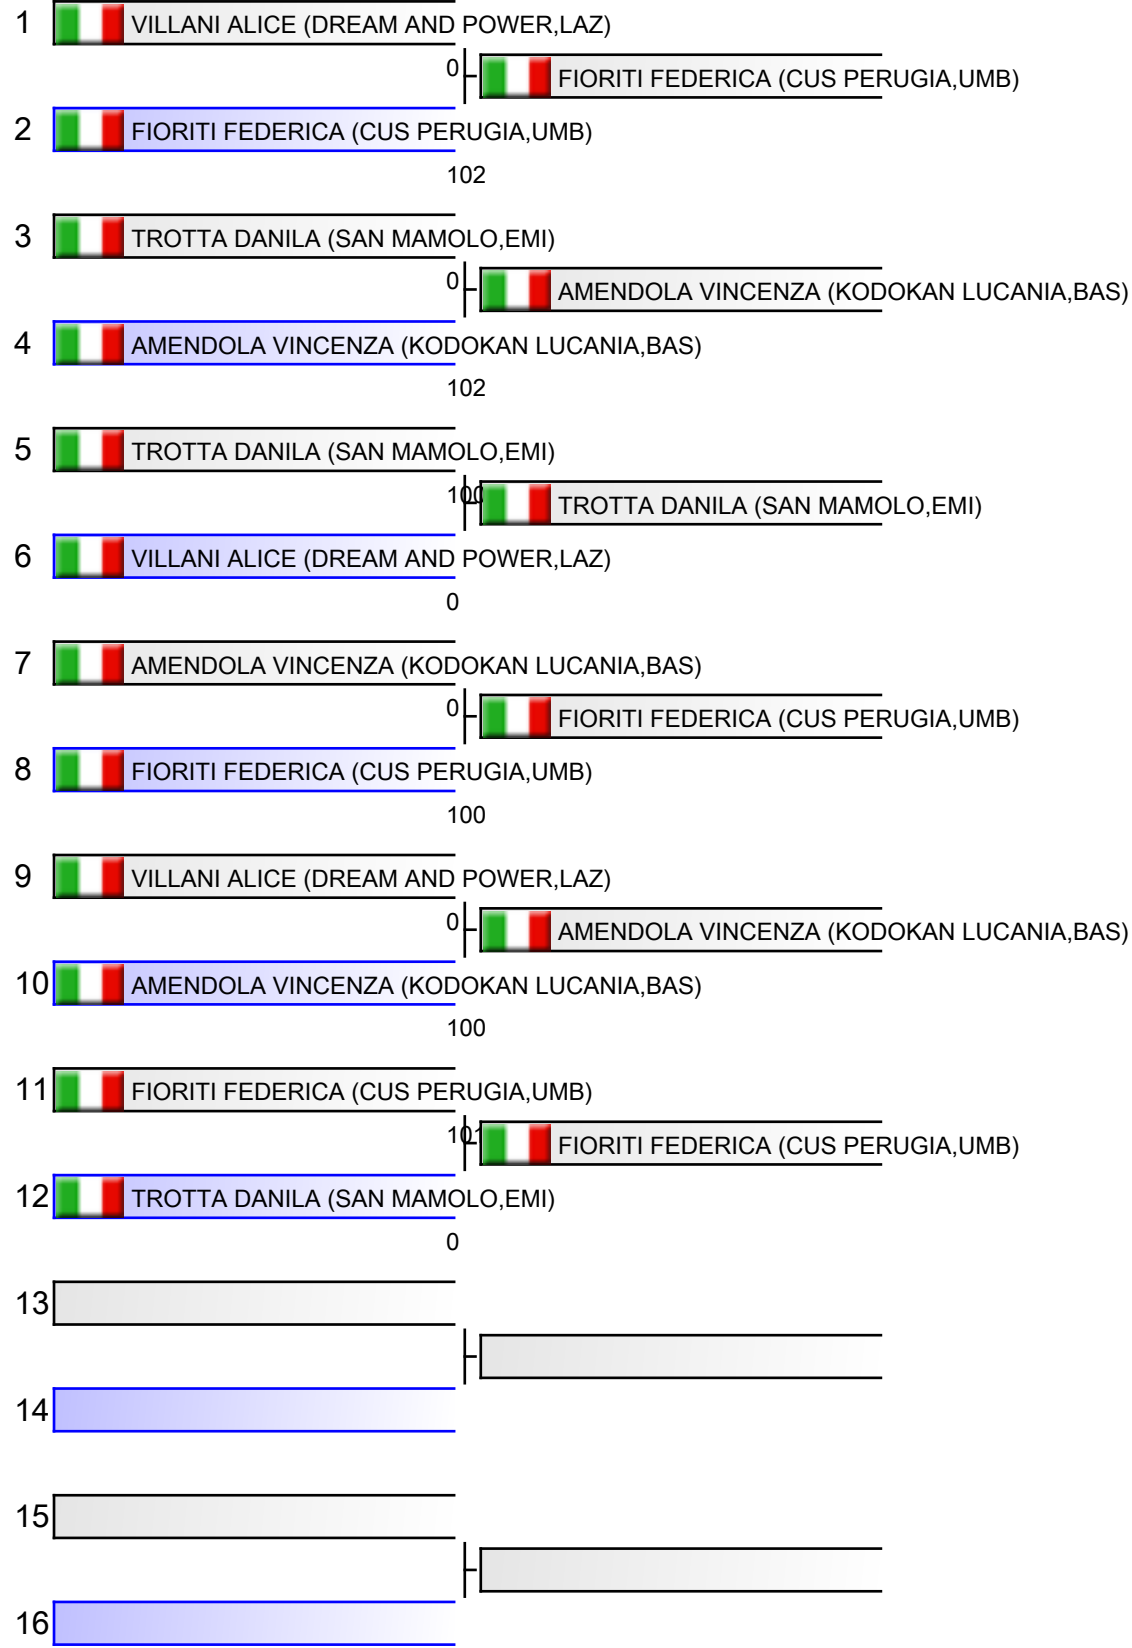 1 VILLANI ALICE (DREAM AND POWER,LAZ)
0 FIORITI FEDERICA (CUS PERUGIA,UMB)
2 FIORITI FEDERICA (CUS PERUGIA,UMB)
102
3 TROTTA DANILA (SAN MAMOLO,EMI)
0 AMENDOLA VINCENZA (KODOKAN LUCANIA,BAS)
4 AMENDOLA VINCENZA (KODOKAN LUCANIA,BAS)
102
5 TROTTA DANILA (SAN MAMOLO,EMI)
100 TROTTA DANILA (SAN MAMOLO,EMI)
6 VILLANI ALICE (DREAM AND POWER,LAZ)
0
7 AMENDOLA VINCENZA (KODOKAN LUCANIA,BAS)
0 FIORITI FEDERICA (CUS PERUGIA,UMB)
8 FIORITI FEDERICA (CUS PERUGIA,UMB)
100
9 VILLANI ALICE (DREAM AND POWER,LAZ)
0 AMENDOLA VINCENZA (KODOKAN LUCANIA,BAS)
10 AMENDOLA VINCENZA (KODOKAN LUCANIA,BAS)
100
11 FIORITI FEDERICA (CUS PERUGIA,UMB)
101 FIORITI FEDERICA (CUS PERUGIA,UMB)
12 TROTTA DANILA (SAN MAMOLO,EMI)
0
13
14
15
16